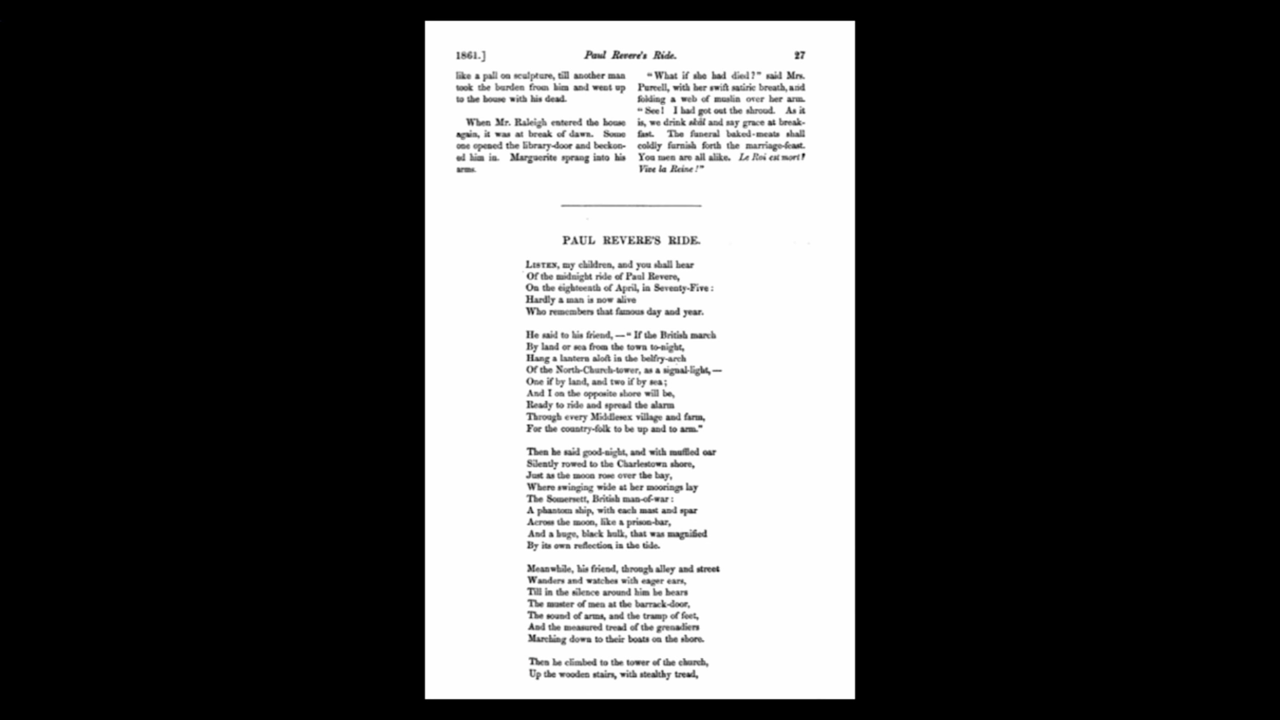 1861.] Paul Revere's Ride. 27
like a pall on sculpture, till another man
took the burden from him and went up
to the house with his dead.
When Mr. Raleigh entered the house
again, it was at break of dawn. Some
one opened the library-door and beckon-
ed him in. Marguerite sprang into his
arms.
"What if she had died?" said Mrs.
Purcell, with her swift satiric breath, and
folding a web of muslin over her arm.
"See! I had got out the shroud. As it
is, we drink skål and say grace at break-
fast. The funeral baked-meats shall
coldly furnish forth the marriage-feast.
You men are all alike. Le Roi est mort?
Vive la Reine!"
PAUL REVERE'S RIDE.
LISTEN, my children, and you shall hear
Of the midnight ride of Paul Revere,
On the eighteenth of April, in Seventy-Five:
Hardly a man is now alive
Who remembers that famous day and year.
He said to his friend,—"If the British march
By land or sea from the town to-night,
Hang a lantern aloft in the belfry-arch
Of the North-Church-tower, as a signal-light,—
One if by land, and two if by sea;
And I on the opposite shore will be,
Ready to ride and spread the alarm
Through every Middlesex village and farm,
For the country-folk to be up and to arm."
Then he said good-night, and with muffled oar
Silently rowed to the Charlestown shore,
Just as the moon rose over the bay,
Where swinging wide at her moorings lay
The Somersett, British man-of-war:
A phantom ship, with each mast and spar
Across the moon, like a prison-bar,
And a huge, black hulk, that was magnified
By its own reflection in the tide.
Meanwhile, his friend, through alley and street
Wanders and watches with eager ears,
Till in the silence around him he hears
The muster of men at the barrack-door,
The sound of arms, and the tramp of feet,
And the measured tread of the grenadiers
Marching down to their boats on the shore.
Then he climbed to the tower of the church,
Up the wooden stairs, with stealthy tread,